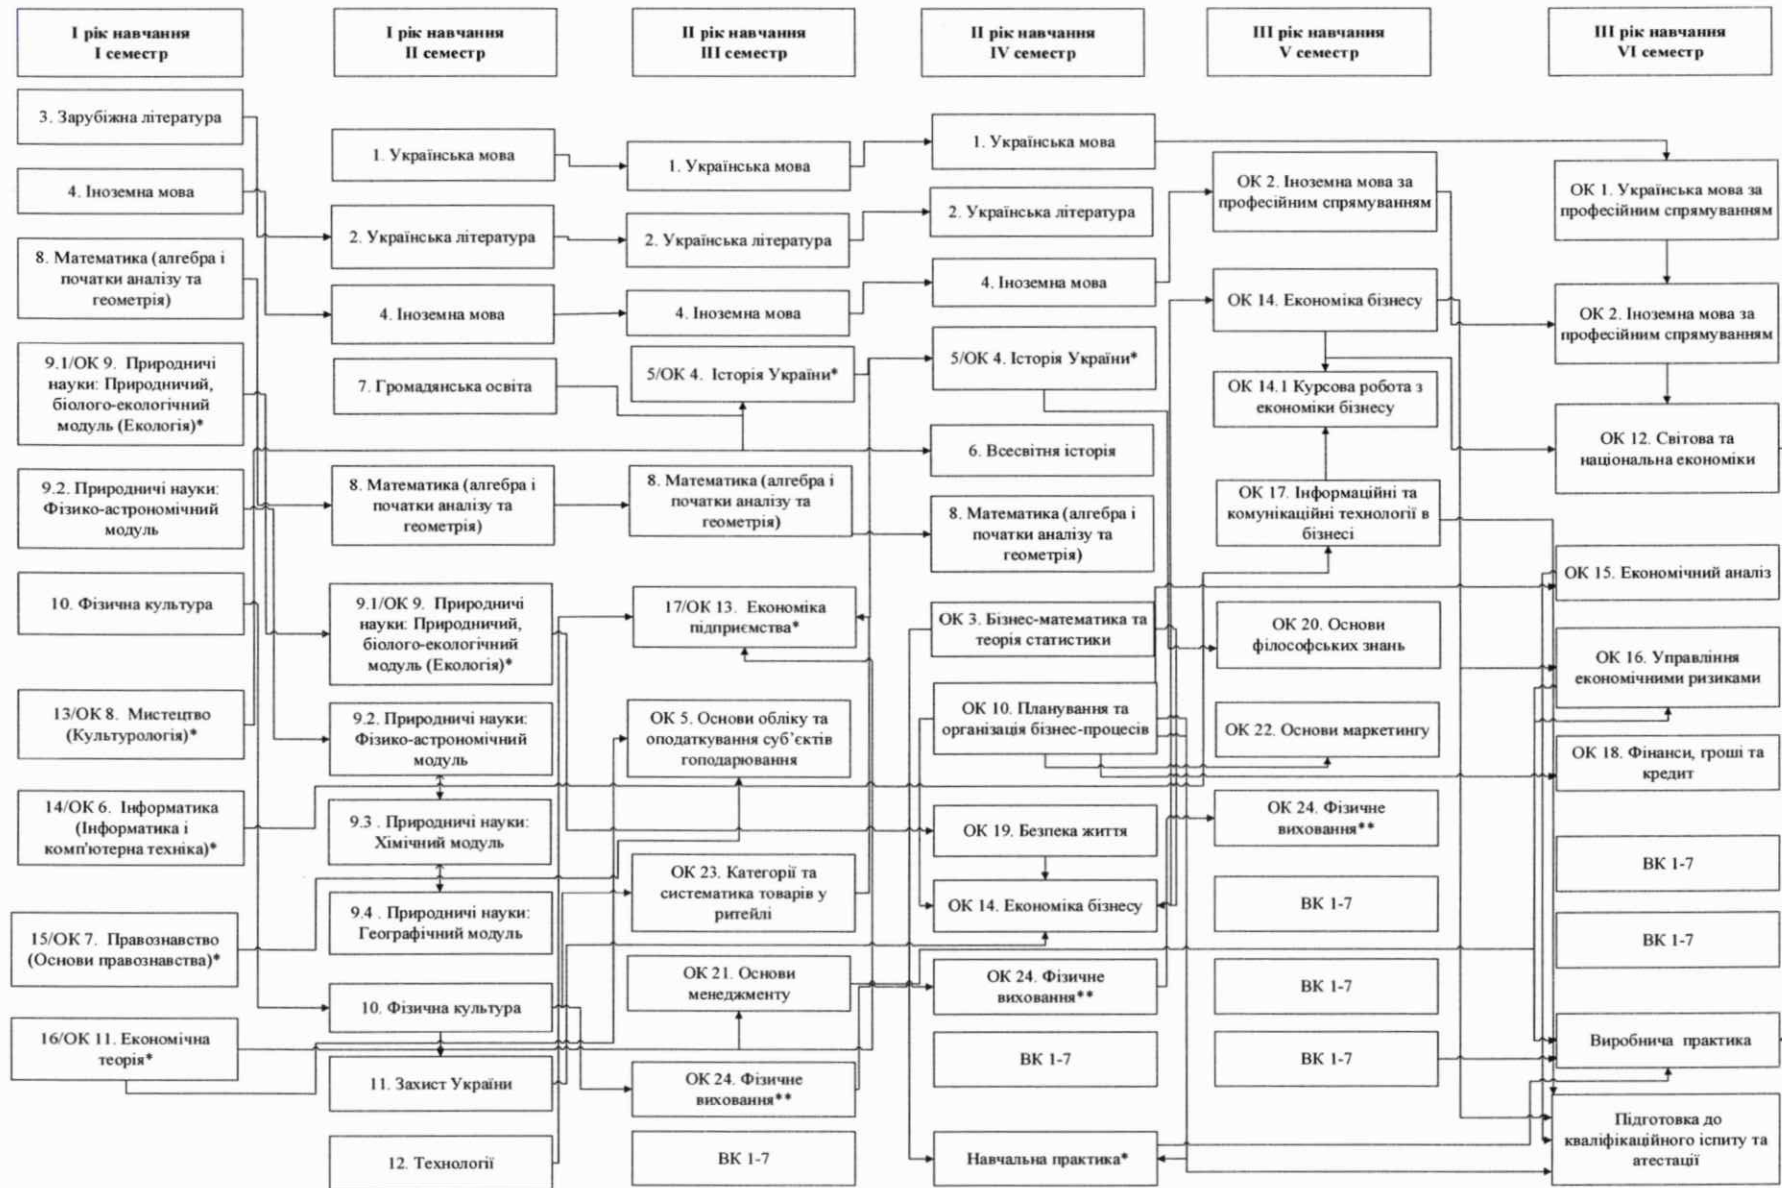 І рік навчання
І семестр
І рік навчання
ІІ семестр
ІІ рік навчання
ІІІ семестр
ІІ рік навчання
IV семестр
ІІІ рік навчання
V семестр
ІІІ рік навчання
VI семестр
3. Зарубіжна література
4. Іноземна мова
8. Математика (алгебра і
початки аналізу та
геометрія)
9.1/ОК 9. Природничі
науки: Природничий,
біолого-екологічний
модуль (Екологія)*
9.2. Природничі науки:
Фізико-астрономічний
модуль
10. Фізична культура
13/ОК 8. Мистецтво
(Культурологія)*
14/ОК 6. Інформатика
(Інформатика і
комп'ютерна техніка)*
15/ОК 7. Правознавство
(Основи правознавства)*
16/ОК 11. Економічна
теорія*
1. Українська мова
2. Українська література
4. Іноземна мова
7. Громадянська освіта
8. Математика (алгебра і
початки аналізу та
геометрія)
9.1/ОК 9. Природничі
науки: Природничий,
біолого-екологічний
модуль (Екологія)*
9.2. Природничі науки:
Фізико-астрономічний
модуль
9.3 . Природничі науки:
Хімічний модуль
9.4 . Природничі науки:
Географічний модуль
10. Фізична культура
11. Захист України
12. Технології
1. Українська мова
2. Українська література
4. Іноземна мова
5/ОК 4. Історія України*
8. Математика (алгебра і
початки аналізу та
геометрія)
17/ОК 13. Економіка
підприємства*
ОК 5. Основи обліку та
оподаткування суб’єктів
гоподарювання
ОК 23. Категорії та
систематика товарів у
ритейлі
ОК 21. Основи
менеджменту
ОК 24. Фізичне
виховання**
ВК 1-7
1. Українська мова
2. Українська література
4. Іноземна мова
5/ОК 4. Історія України*
6. Всесвітня історія
8. Математика (алгебра і
початки аналізу та
геометрія)
ОК 3. Бізнес-математика та
теорія статистики
ОК 10. Планування та
організація бізнес-процесів
ОК 19. Безпека життя
ОК 14. Економіка бізнесу
ОК 24. Фізичне
виховання**
ВК 1-7
Навчальна практика*
ОК 2. Іноземна мова за
професійним спрямуванням
ОК 14. Економіка бізнесу
ОК 14.1 Курсова робота з
економіки бізнесу
ОК 17. Інформаційні та
комунікаційні технології в
бізнесі
ОК 20. Основи
філософських знань
ОК 22. Основи маркетингу
ОК 24. Фізичне
виховання**
ВК 1-7
ВК 1-7
ВК 1-7
ОК 1. Українська мова за
професійним спрямуванням
ОК 2. Іноземна мова за
професійним спрямуванням
ОК 12. Світова та
національна економіки
ОК 15. Економічний аналіз
ОК 16. Управління
економічними ризиками
ОК 18. Фінанси, гроші та
кредит
ВК 1-7
ВК 1-7
Виробнича практика
Підготовка до
кваліфікаційного іспиту та
атестації